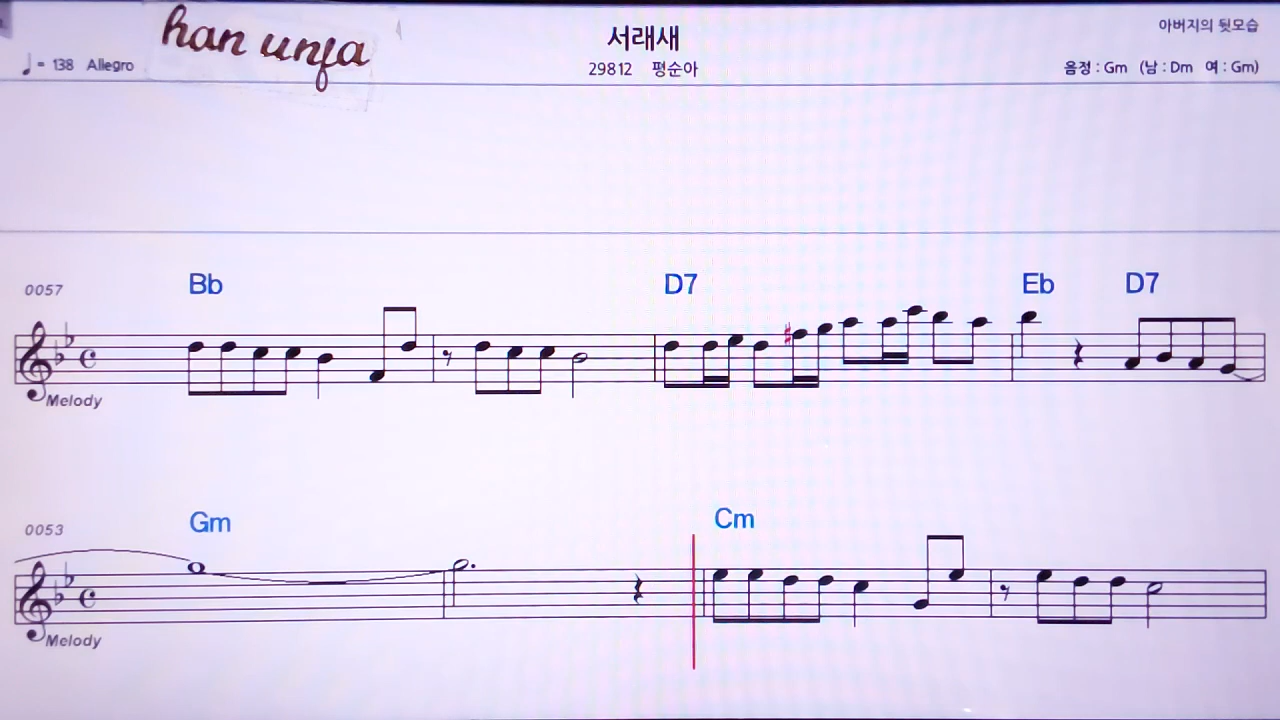 han unja
서래새
아버지의 뒷모습
♩ = 138 Allegro
29812 평순아
음정 : Gm (남 : Dm 여 : Gm)
Bb D7 Eb D7
0057
Melody
Gm Cm
0053
Melody